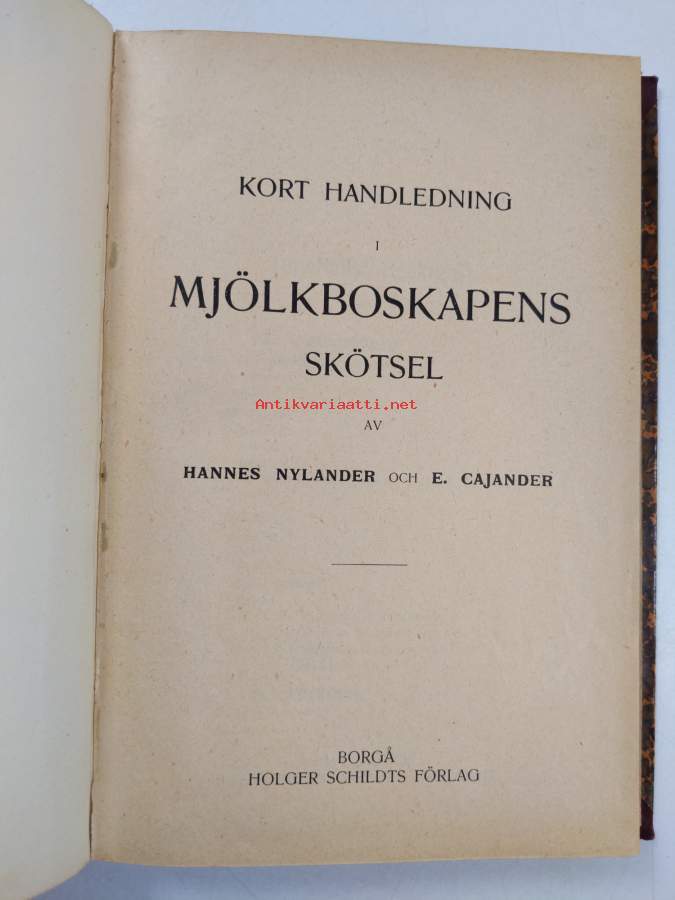 KORT HANDLEDNING
I
MJÖLKBOSKAPENS
SKÖTSEL
Antikvariaatti.net
AV
HANNES NYLANDER OCH E. CAJANDER
BORGÅ
HOLGER SCHILDTS FÖRLAG